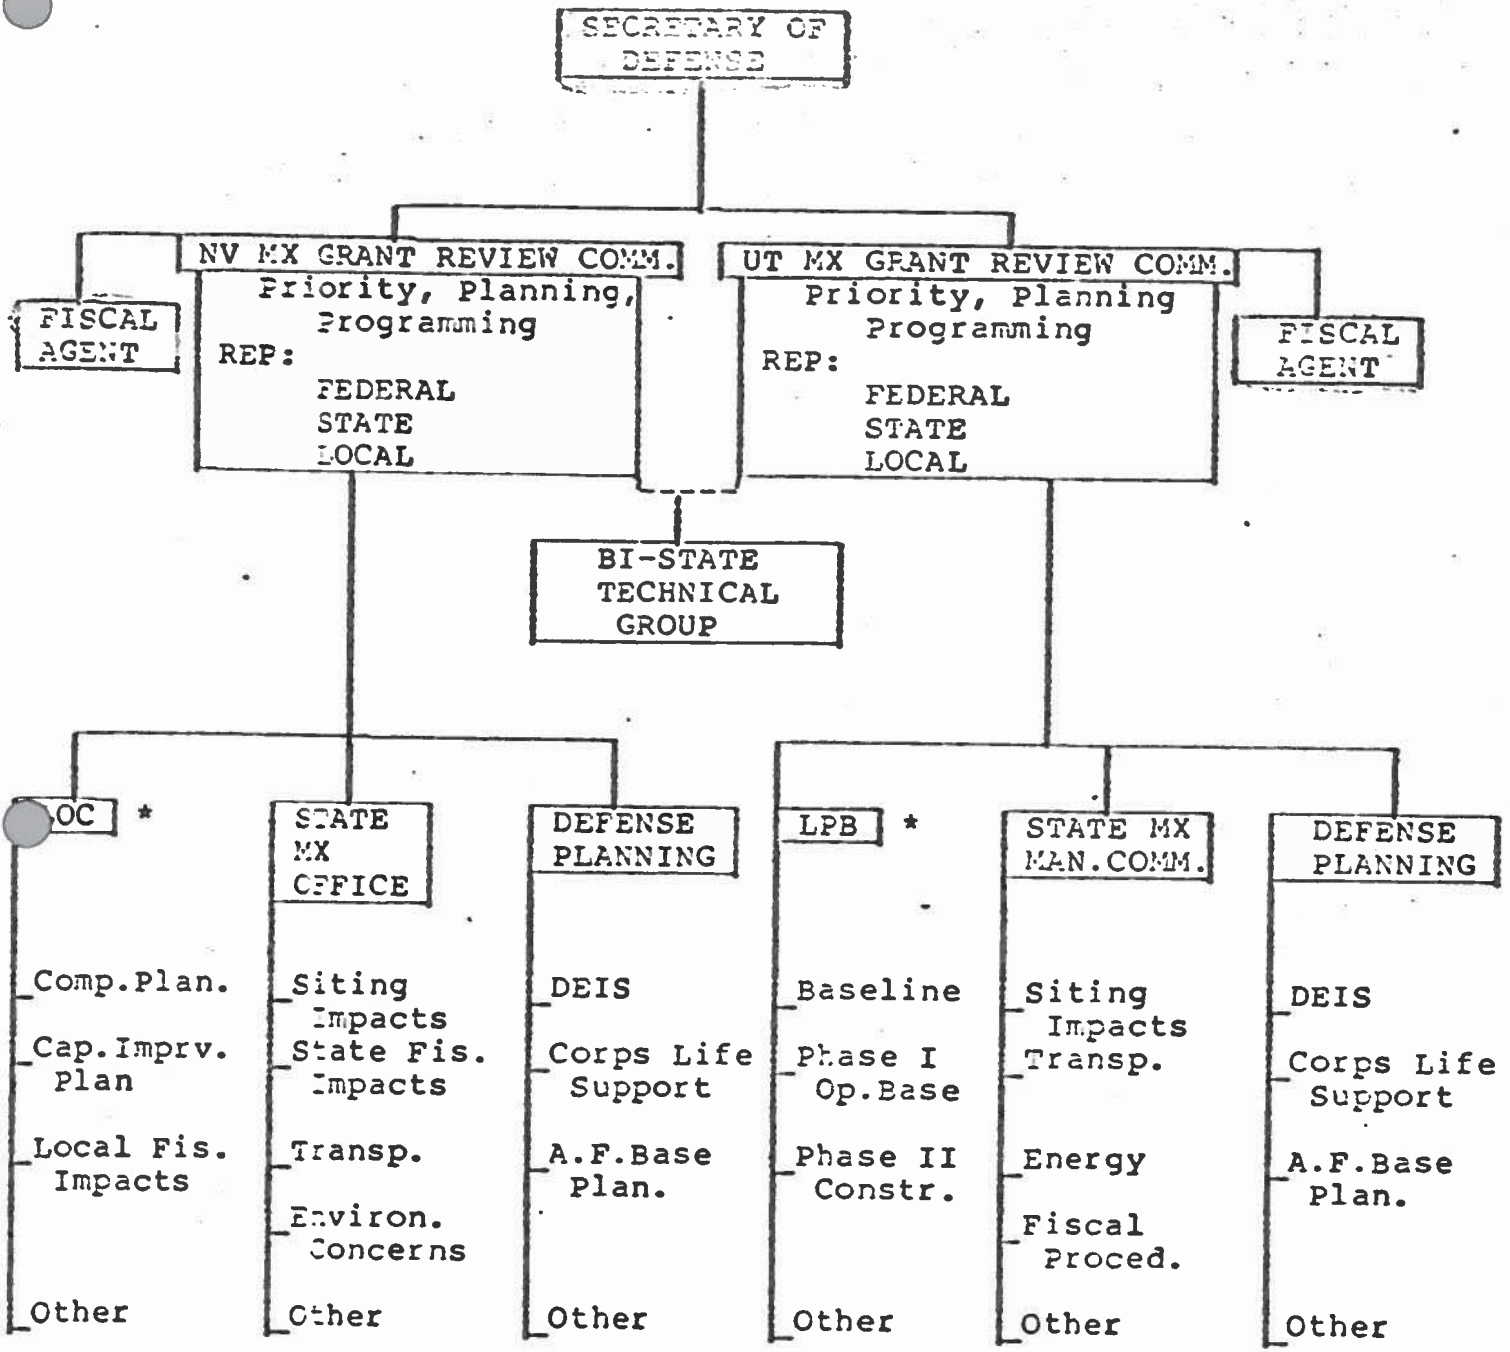 SECRETARY OF
DEFENSE
NV MX GRANT REVIEW COMM.
Priority, Planning,
Programming
REP:
FEDERAL
STATE
LOCAL
FISCAL
AGENT
UT MX GRANT REVIEW COMM.
Priority, Planning
Programming
REP:
FEDERAL
STATE
LOCAL
FISCAL
AGENT
BI-STATE
TECHNICAL
GROUP
OC *
Comp.Plan.
Cap.Imprv.
Plan
Local Fis.
Impacts
Other
STATE
MX
OFFICE
Siting
Impacts
State Fis.
Impacts
Transp.
Environ.
Concerns
Other
DEFENSE
PLANNING
DEIS
Corps Life
Support
A.F.Base
Plan.
Other
LPB *
Baseline
Phase I
Op.Base
Phase II
Constr.
Other
STATE MX
MAN.COMM.
Siting
Impacts
Transp.
Energy
Fiscal
Proced.
Other
DEFENSE
PLANNING
DEIS
Corps Life
Support
A.F.Base
Plan.
Other